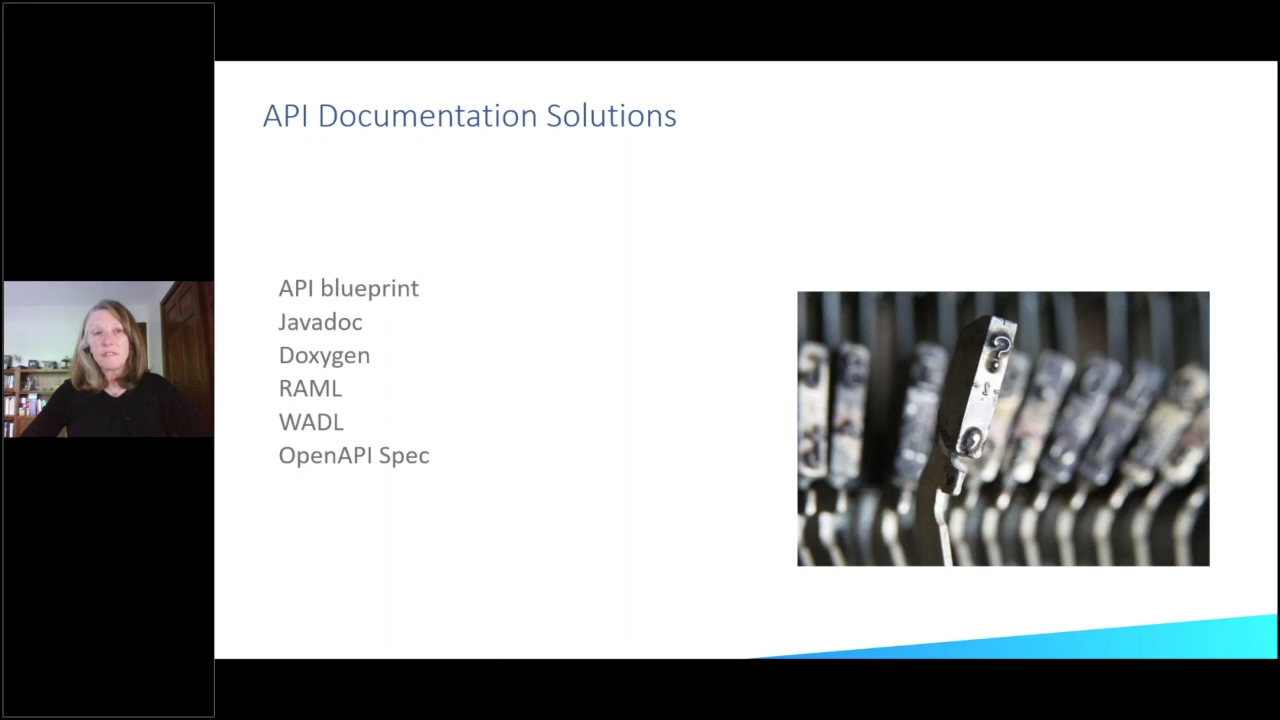 API Documentation Solutions
API blueprint
Javadoc
Doxygen
RAML
WADL
OpenAPI Spec
?